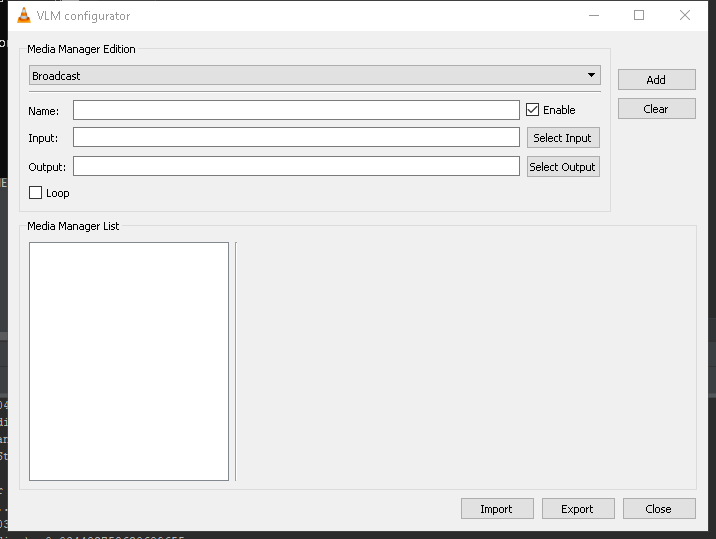 VLM configurator
Media Manager Edition
Broadcast
Add
Name:
Enable
Clear
Input:
Select Input
Output:
Select Output
Loop
Media Manager List
Import
Export
Close